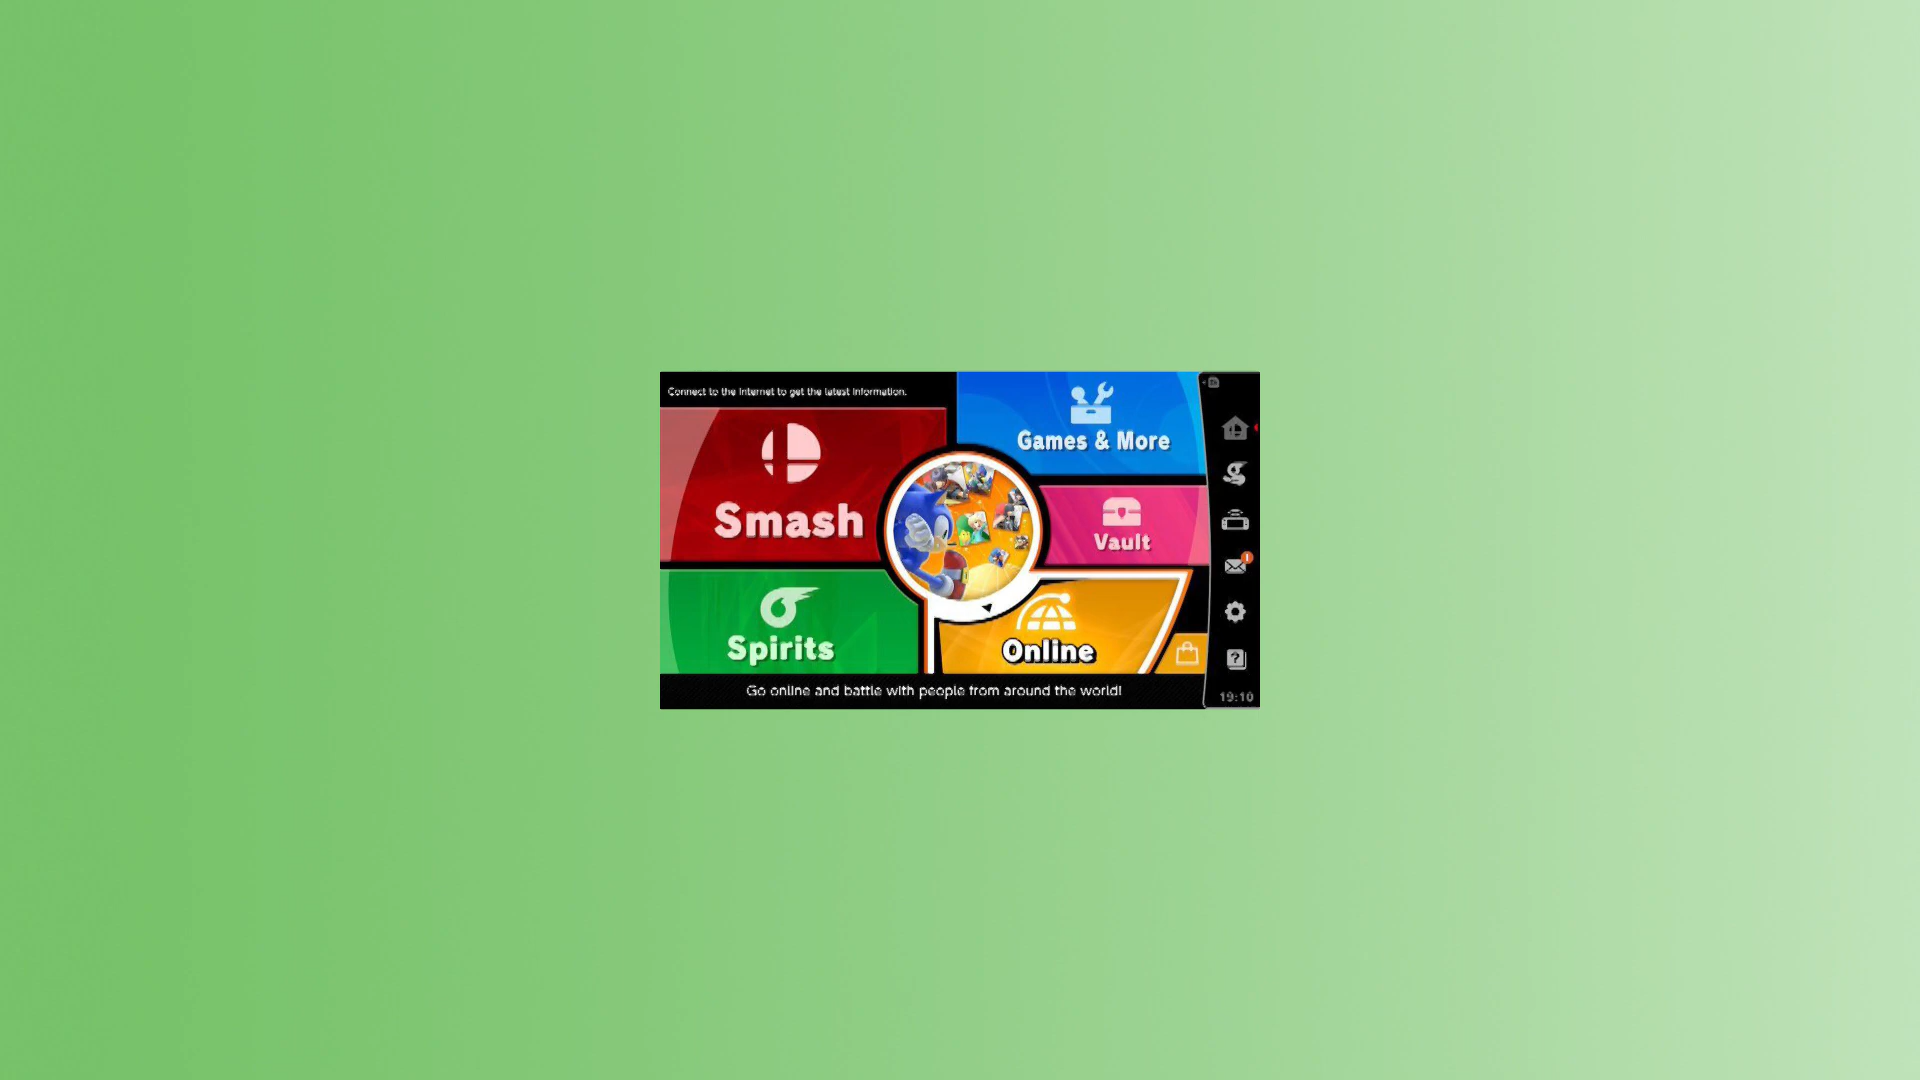 Connect to the Internet to get the latest information.
Games & More
Smash
Vault
Spirits
Online
Go online and battle with people from around the world!
1
?
19:10